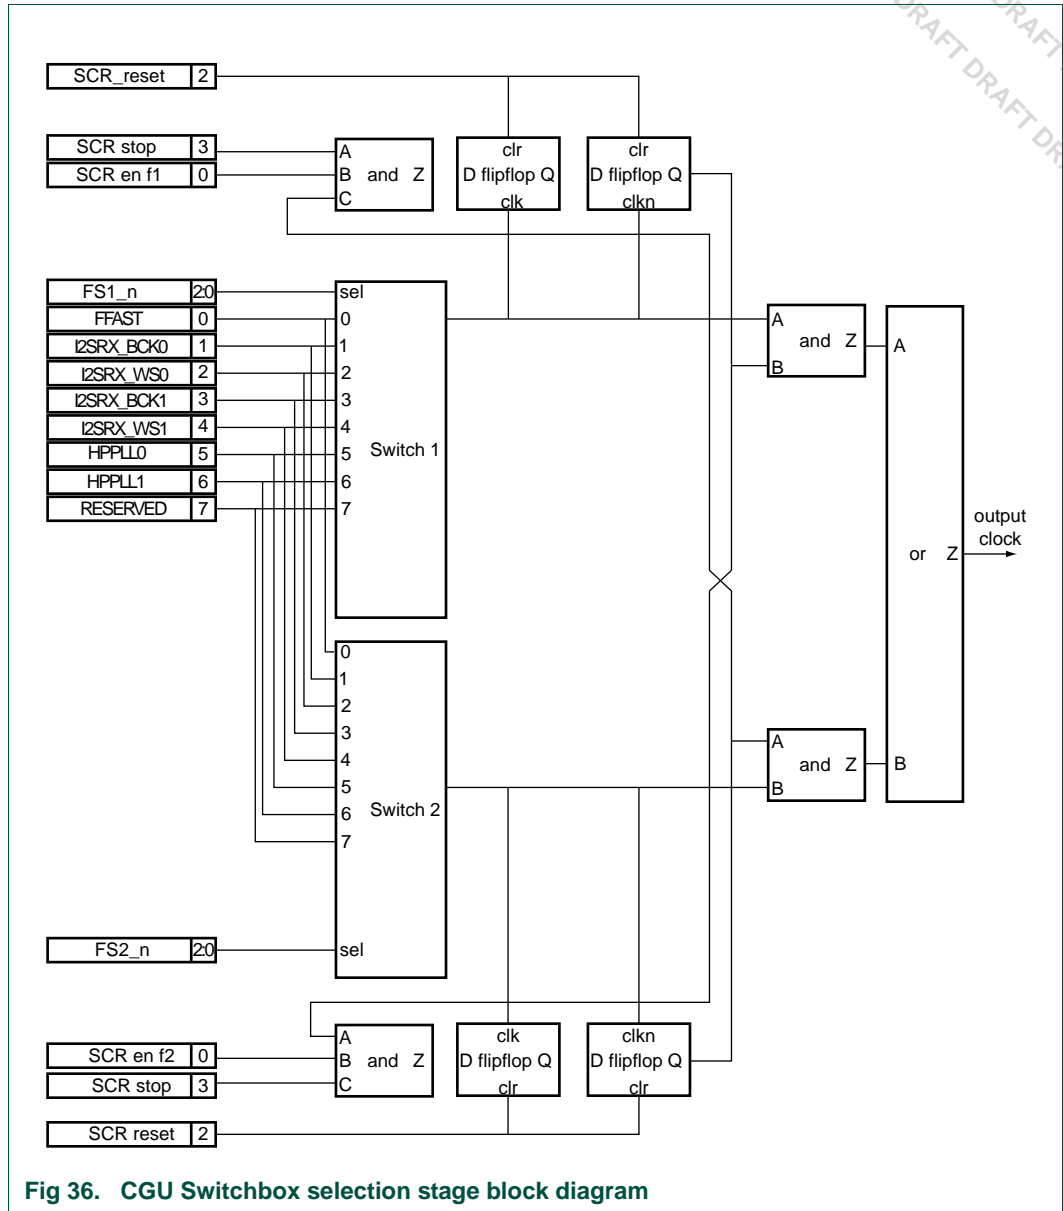 DRAFT DRAFT DRAFT
DRAFT
SCR_reset 2
SCR stop 3
SCR en f1 0
A
B and Z
C
clr
D flipflop Q
clk
clr
D flipflop Q
clkn
FS1_n 2:0
FFAST 0
I2SRX_BCK0 1
I2SRX_WS0 2
I2SRX_BCK1 3
I2SRX_WS1 4
HPPLL0 5
HPPLL1 6
RESERVED 7
sel
0
1
2
3
4
5
6
7
Switch 1
A
and Z
B
A
or Z
B
output
clock
0
1
2
3
4
5
6
7
Switch 2
sel
A
and Z
B
FS2_n 2:0
SCR en f2 0
SCR stop 3
SCR reset 2
A
B and Z
C
clk
D flipflop Q
clr
clkn
D flipflop Q
clr
Fig 36. CGU Switchbox selection stage block diagram